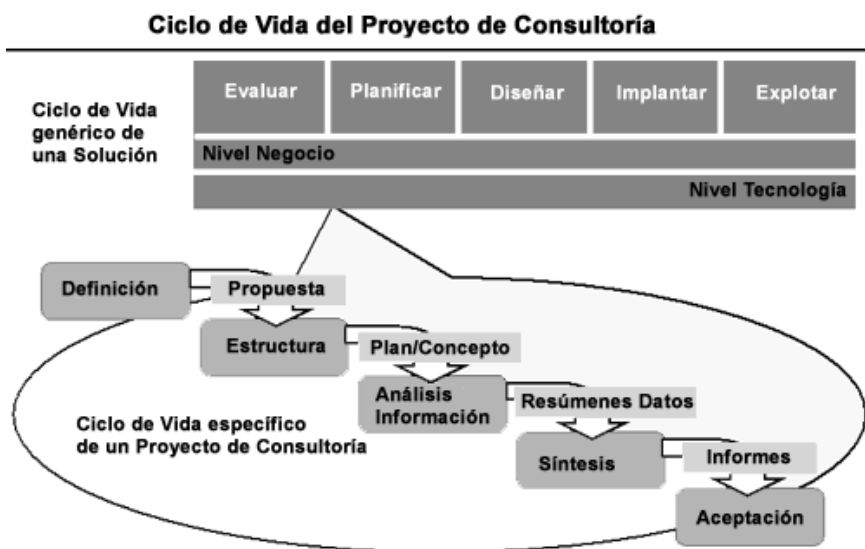 Ciclo de Vida del Proyecto de Consultoría
Ciclo de Vida
genérico de
una Solución
Evaluar
Planificar
Diseñar
Implantar
Explotar
Nivel Negocio
Nivel Tecnología
Definición
Propuesta
Estructura
Plan/Concepto
Análisis
Información
Resúmenes Datos
Síntesis
Informes
Aceptación
Ciclo de Vida específico
de un Proyecto de Consultoría